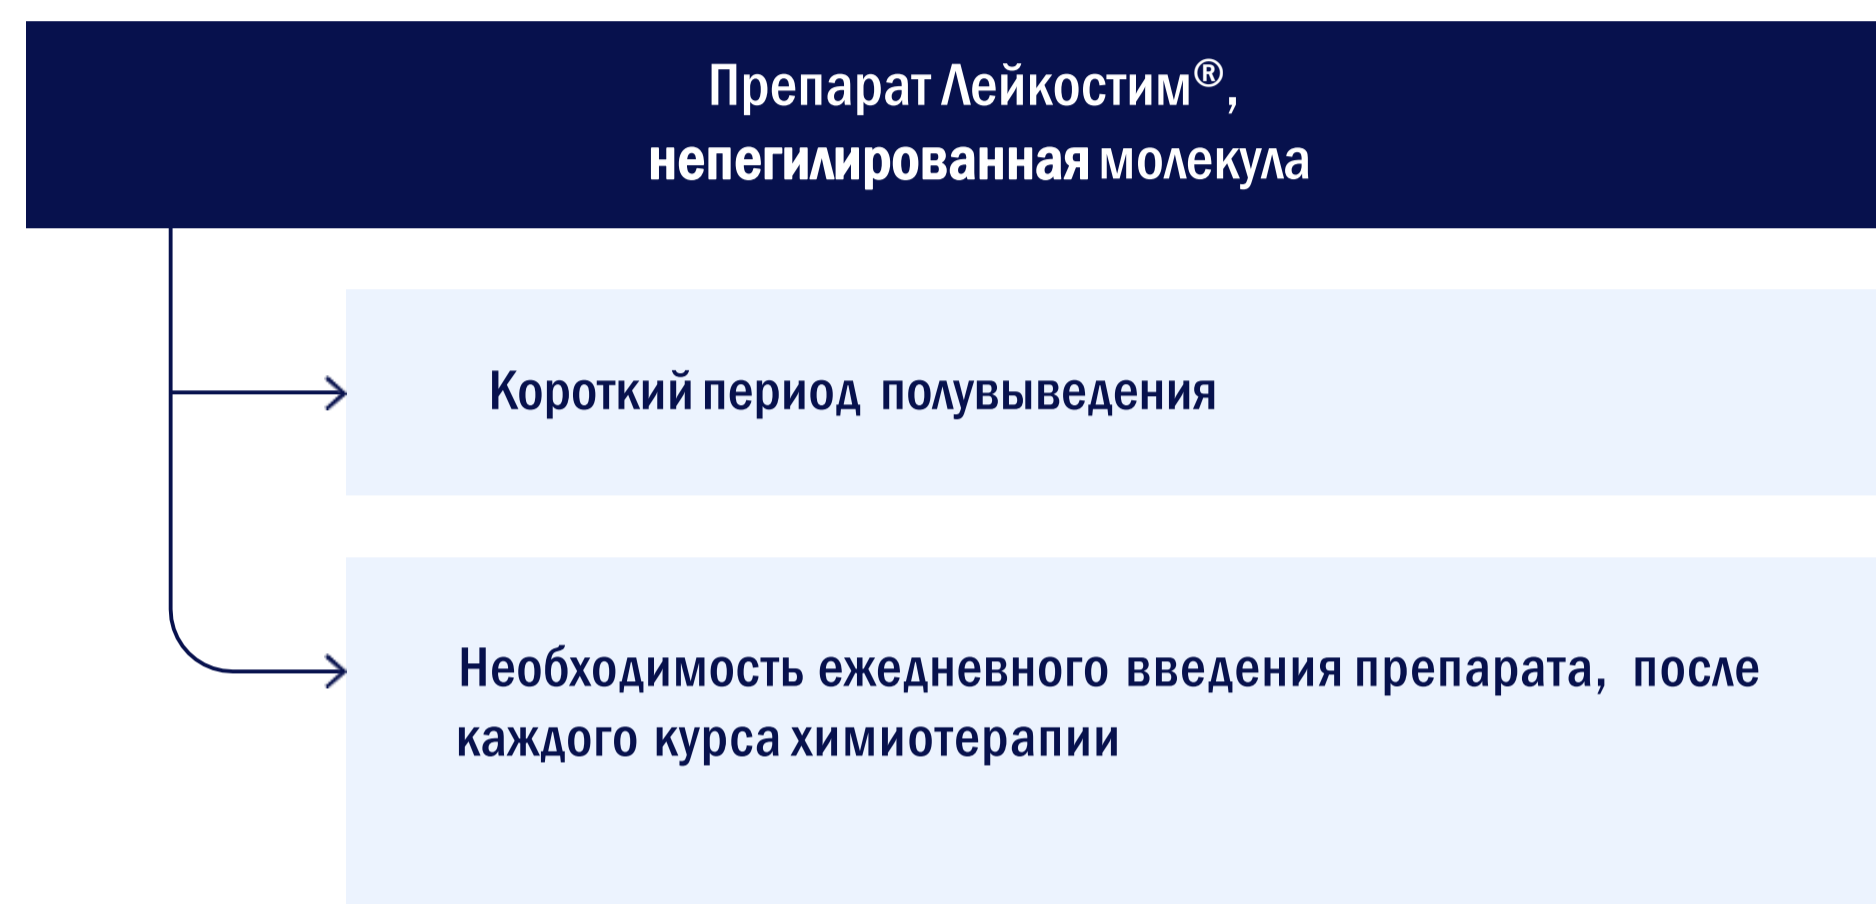 Препарат Лейкостим®,
непегилированная молекула
Короткий период полувыведения
Необходимость ежедневного введения препарата, после
каждого курса химиотерапии